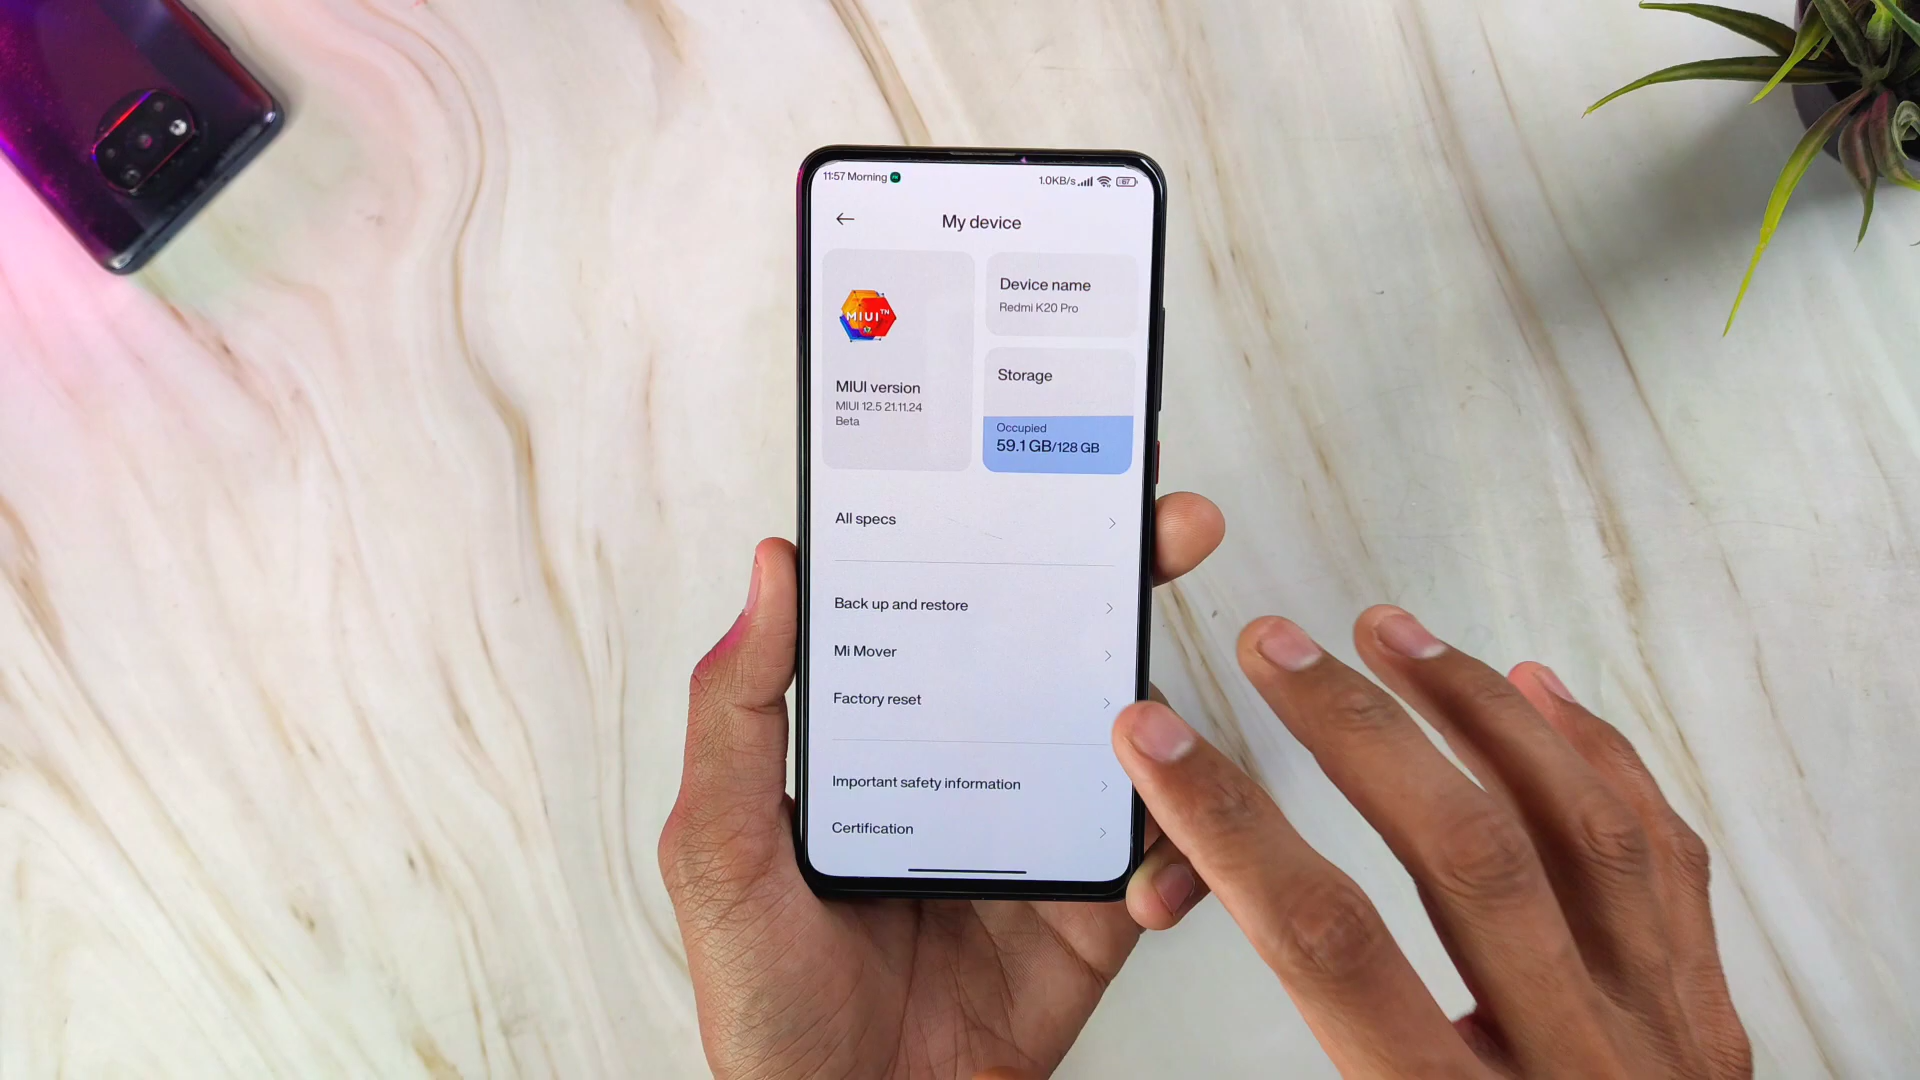 11:57 Morning
1.0KB/s
67
My device
MIUI TN
MIUI version
MIUI 12.5 21.11.24
Beta
Device name
Redmi K20 Pro
Storage
Occupied
59.1 GB/128 GB
All specs
Back up and restore
Mi Mover
Factory reset
Important safety information
Certification